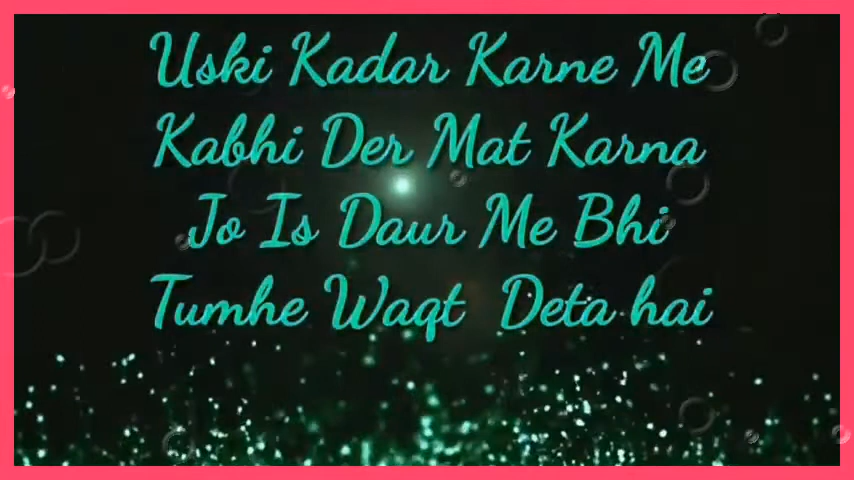 Uski Kadar Karne Me
Kabhi Der Mat Karna
Jo Is Daur Me Bhi
Tumhe Waqt Deta hai